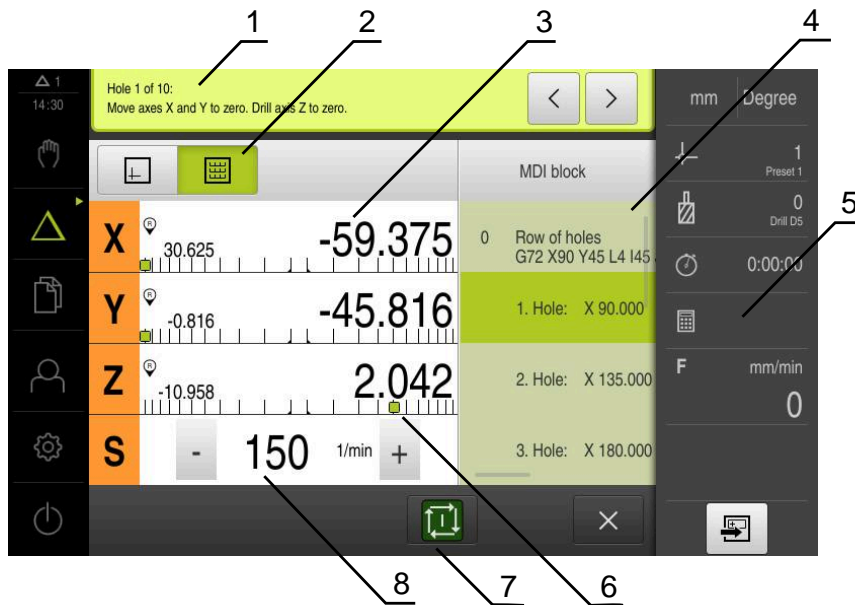 1
2
3
4
5
6
7
8
1
14:30
Hole 1 of 10:
Move axes X and Y to zero. Drill axis Z to zero.
< >
mm Degree
MDI block
1
Preset 1
0
Drill D5
0:00:00
F mm/min
0
X R 30.625 -59.375
Y R -0.816 -45.816
Z R -10.958 2.042
S - 150 1/min +
0 Row of holes
G72 X90 Y45 L4 I45
1. Hole: X 90.000
2. Hole: X 135.000
3. Hole: X 180.000